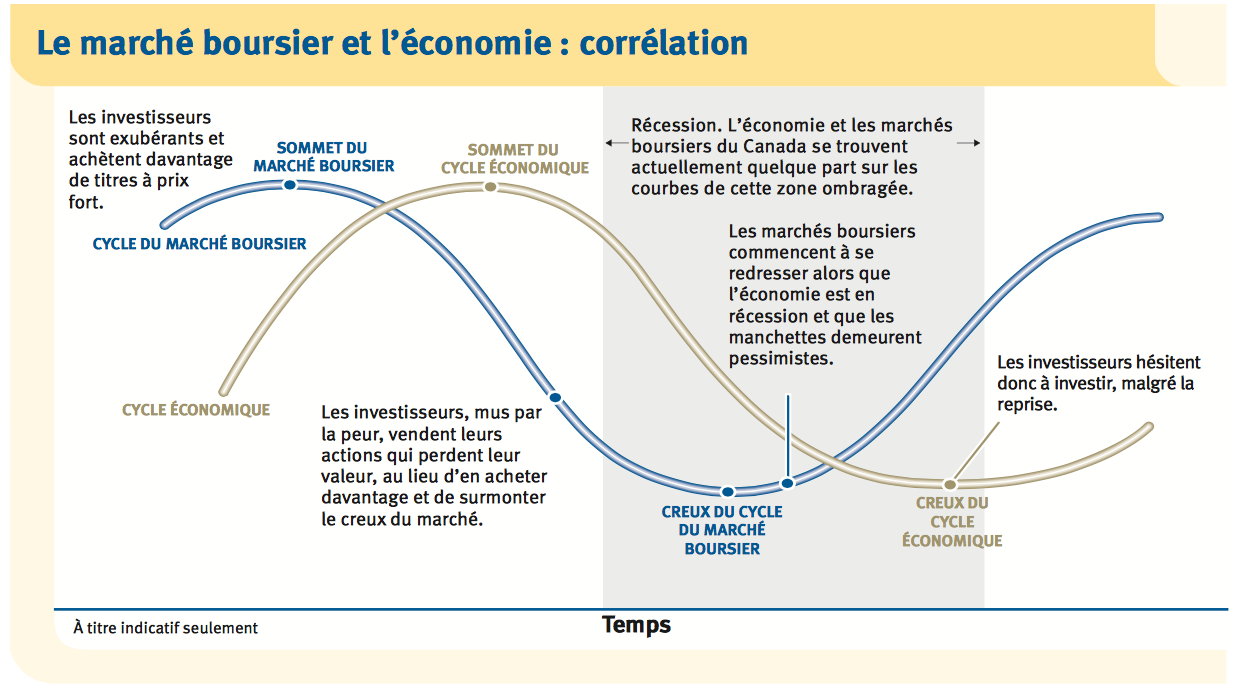 Le marché boursier et l’économie : corrélation
Les investisseurs
sont exubérants et
achètent davantage
de titres à prix
fort.
SOMMET DU
MARCHÉ BOURSIER
SOMMET DU
CYCLE ÉCONOMIQUE
Récession. L’économie et les marchés
boursiers du Canada se trouvent
actuellement quelque part sur les
courbes de cette zone ombragée.
CYCLE DU MARCHÉ BOURSIER
Les marchés boursiers
commencent à se
redresser alors que
l’économie est en
récession et que les
manchettes demeurent
pessimistes.
Les investisseurs hésitent
donc à investir, malgré la
reprise.
CYCLE ÉCONOMIQUE
Les investisseurs, mus par
la peur, vendent leurs
actions qui perdent leur
valeur, au lieu d’en acheter
davantage et de surmonter
le creux du marché.
CREUX DU CYCLE
DU MARCHÉ
BOURSIER
CREUX DU
CYCLE
ÉCONOMIQUE
À titre indicatif seulement
Temps